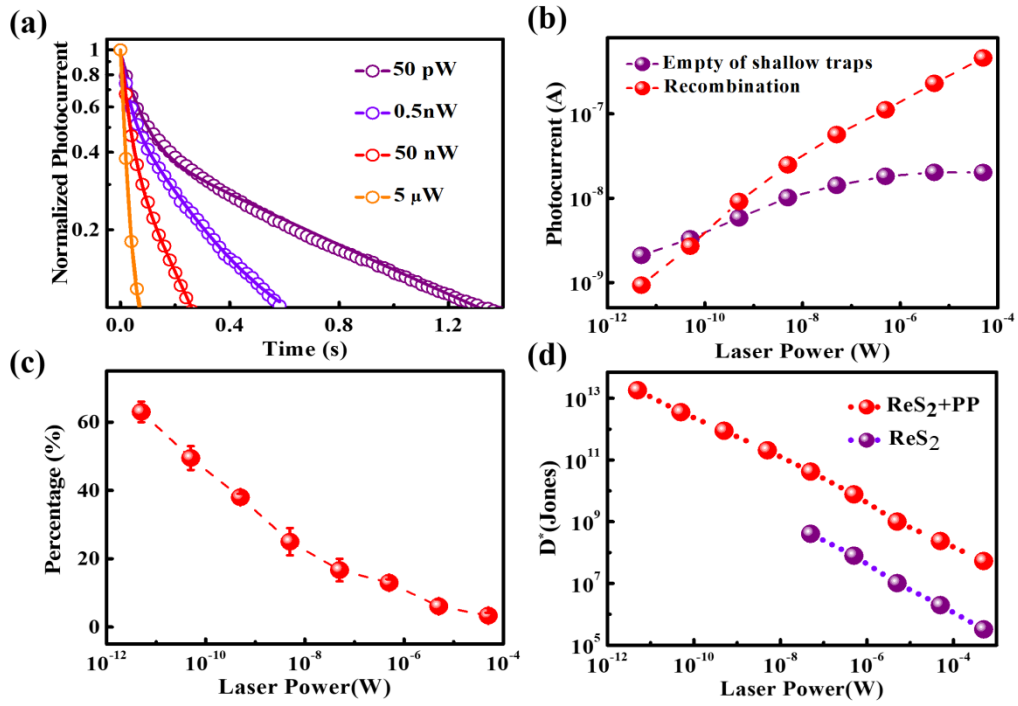 (a)
Normalized Photocurrent
1
0.8
0.6
0.4
0.2
50 pW
0.5nW
50 nW
5 µW
0.0
0.4
0.8
1.2
Time (s)
(b)
Photocurrent (A)
10⁻⁷
10⁻⁸
10⁻⁹
Empty of shallow traps
Recombination
10⁻¹²
10⁻¹⁰
10⁻⁸
10⁻⁶
10⁻⁴
Laser Power (W)
(c)
Percentage (%)
60
40
20
0
10⁻¹²
10⁻¹⁰
10⁻⁸
10⁻⁶
10⁻⁴
Laser Power(W)
(d)
D*(Jones)
10¹³
10¹¹
10⁹
10⁷
10⁵
ReS₂+PP
ReS₂
10⁻¹²
10⁻¹⁰
10⁻⁸
10⁻⁶
10⁻⁴
Laser Power(W)